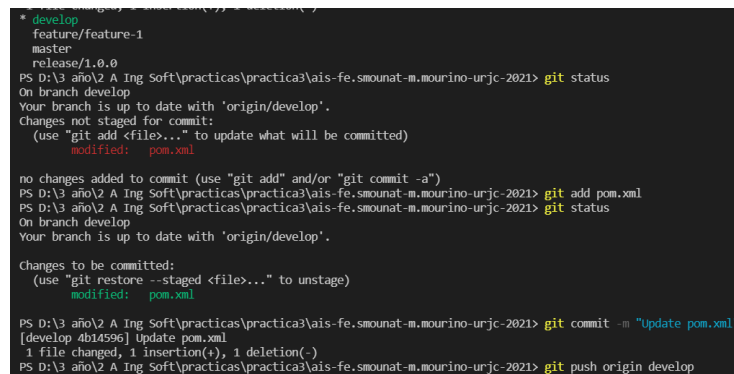 1 file changed, 1 insertion(+), 1 deletion(-)
* develop
feature/feature-1
master
release/1.0.0
PS D:\3 año\2 A Ing Soft\practicas\practica3\ais-fe.smounat-m.mourino-urjc-2021> git status
On branch develop
Your branch is up to date with 'origin/develop'.
Changes not staged for commit:
(use "git add <file>..." to update what will be committed)
modified: pom.xml
no changes added to commit (use "git add" and/or "git commit -a")
PS D:\3 año\2 A Ing Soft\practicas\practica3\ais-fe.smounat-m.mourino-urjc-2021> git add pom.xml
PS D:\3 año\2 A Ing Soft\practicas\practica3\ais-fe.smounat-m.mourino-urjc-2021> git status
On branch develop
Your branch is up to date with 'origin/develop'.
Changes to be committed:
(use "git restore --staged <file>..." to unstage)
modified: pom.xml
PS D:\3 año\2 A Ing Soft\practicas\practica3\ais-fe.smounat-m.mourino-urjc-2021> git commit -m "Update pom.xml"
[develop 4b14596] Update pom.xml
1 file changed, 1 insertion(+), 1 deletion(-)
PS D:\3 año\2 A Ing Soft\practicas\practica3\ais-fe.smounat-m.mourino-urjc-2021> git push origin develop